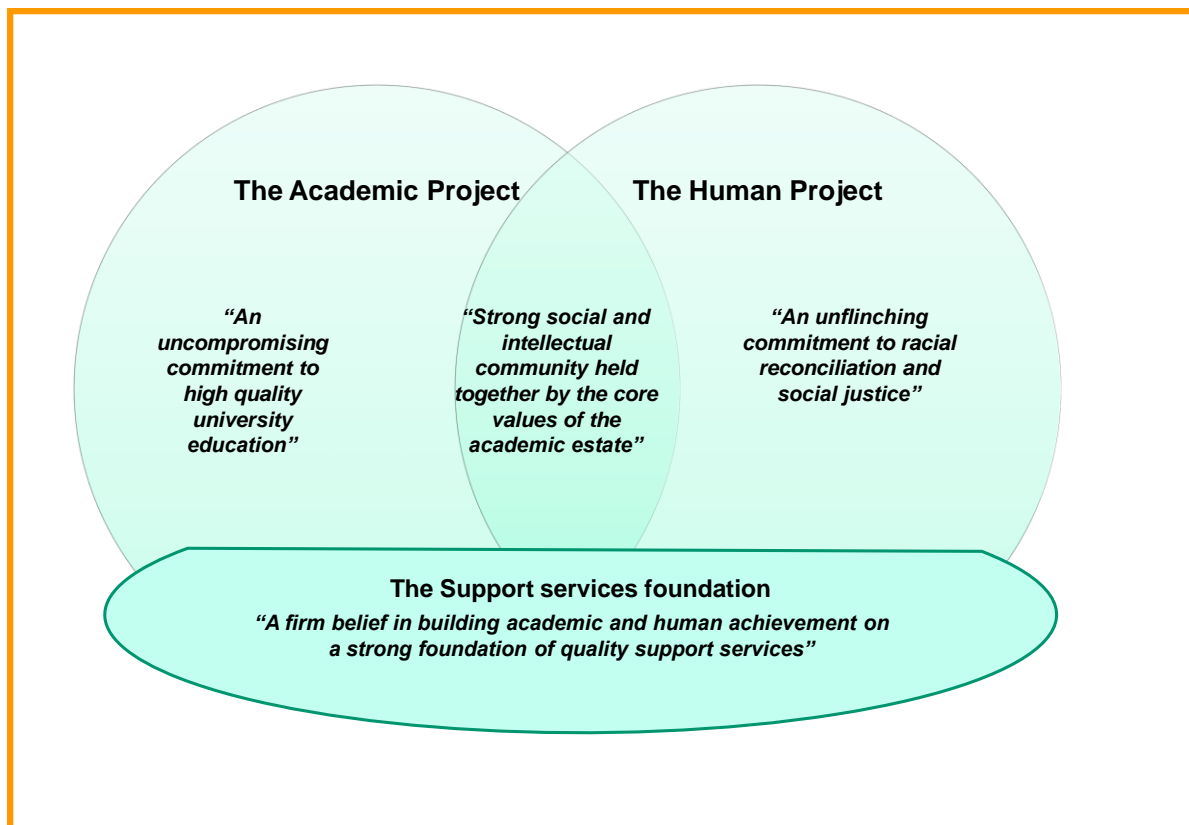 The Academic Project
The Human Project
“An
uncompromising
commitment to
high quality
university
education”
“Strong social and
intellectual
community held
together by the core
values of the
academic estate”
“An unflinching
commitment to racial
reconciliation and
social justice”
The Support services foundation
“A firm belief in building academic and human achievement on
a strong foundation of quality support services”